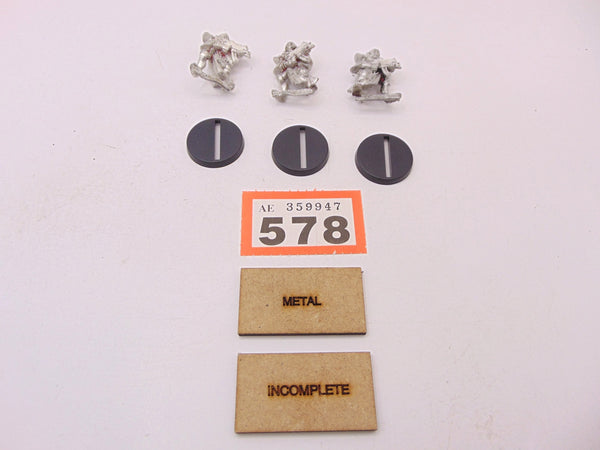 AE 359947
578
METAL
INCOMPLETE